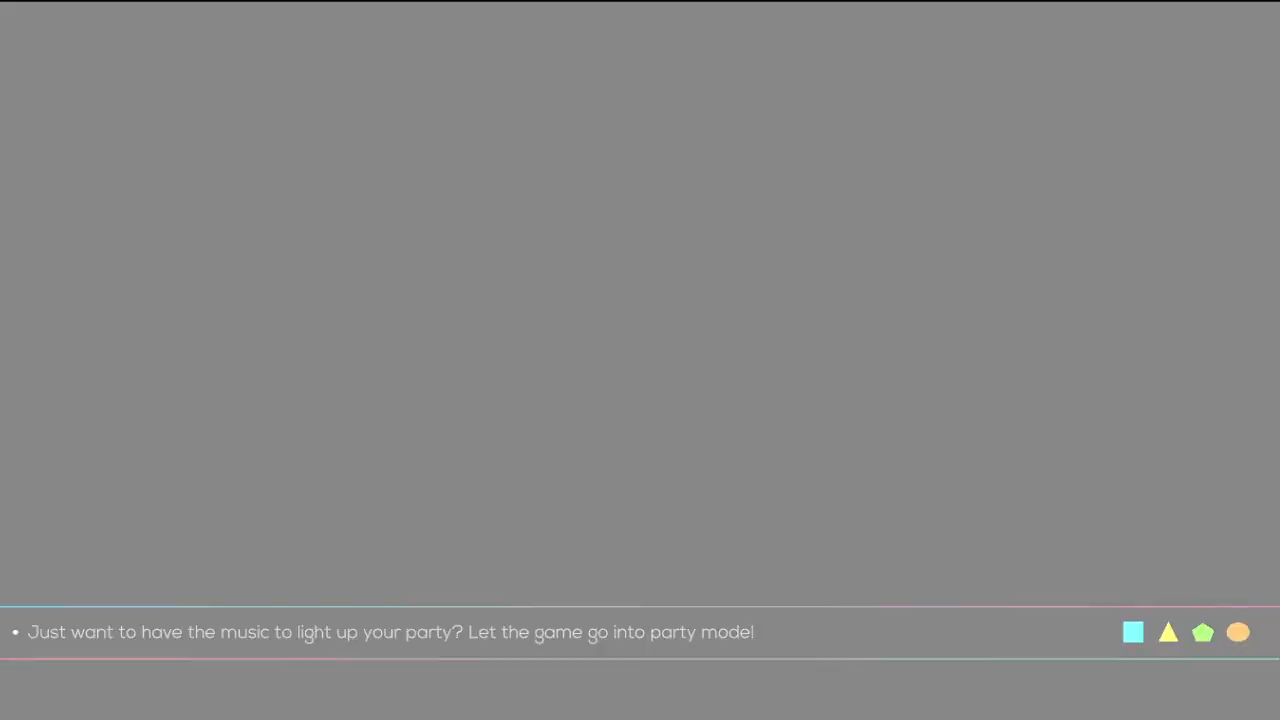 • Just want to have the music to light up your party? Let the game go into party mode!